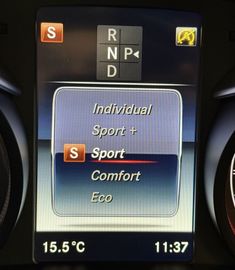 S
R
N P◄
D
Individual
Sport +
S Sport
Comfort
Eco
15.5°C 11:37